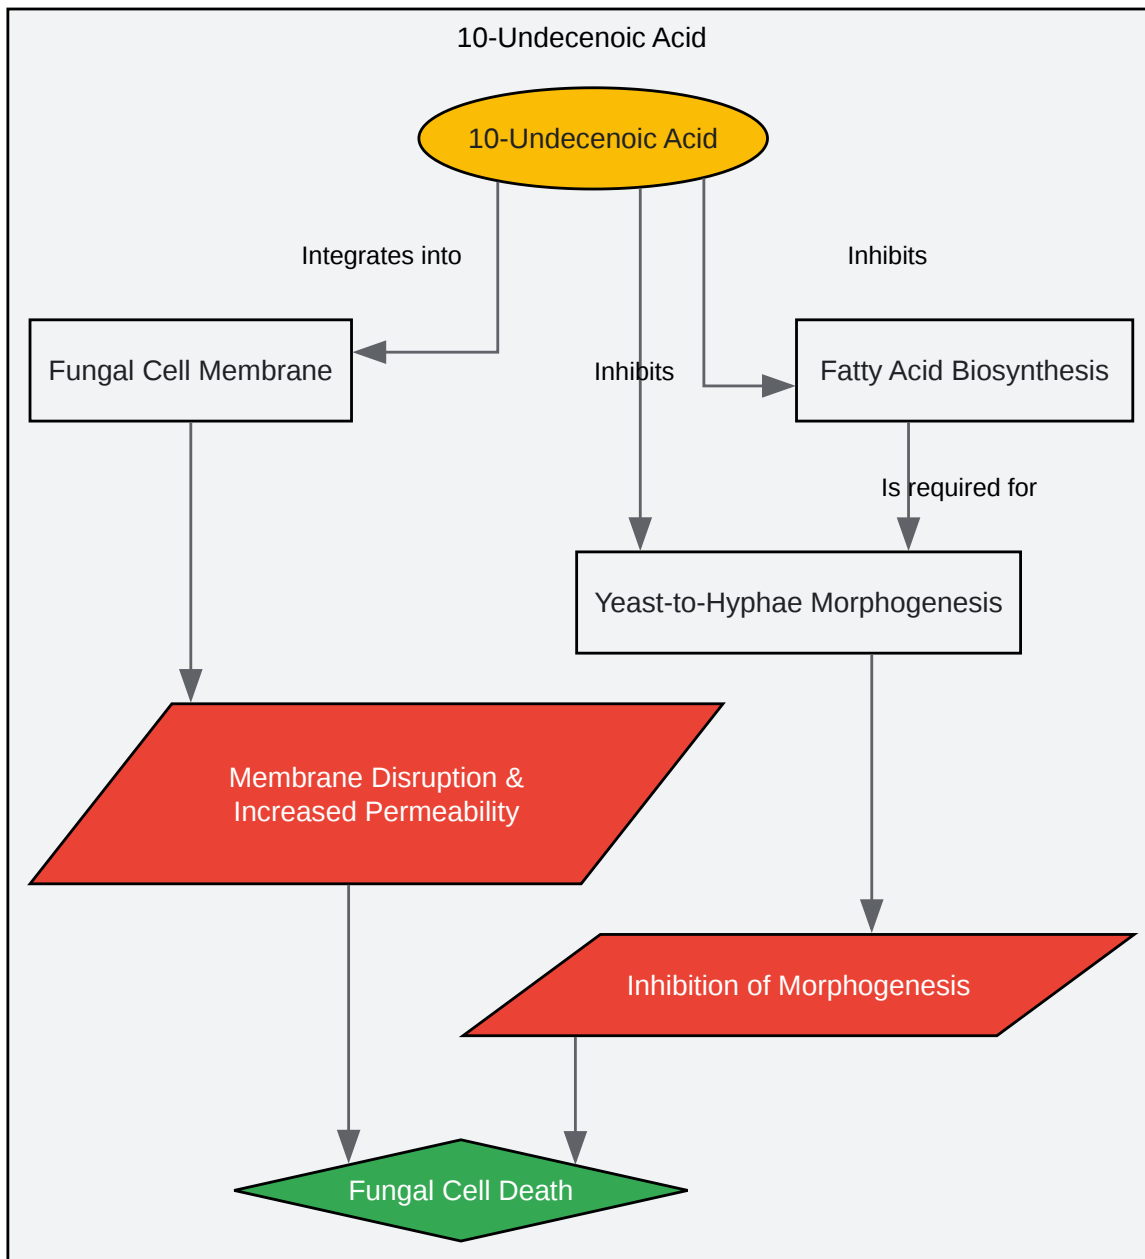 10-Undecenoic Acid
10-Undecenoic Acid
Integrates into
Inhibits
Fungal Cell Membrane
Inhibits
Fatty Acid Biosynthesis
Is required for
Yeast-to-Hyphae Morphogenesis
Membrane Disruption &
Increased Permeability
Inhibition of Morphogenesis
Fungal Cell Death